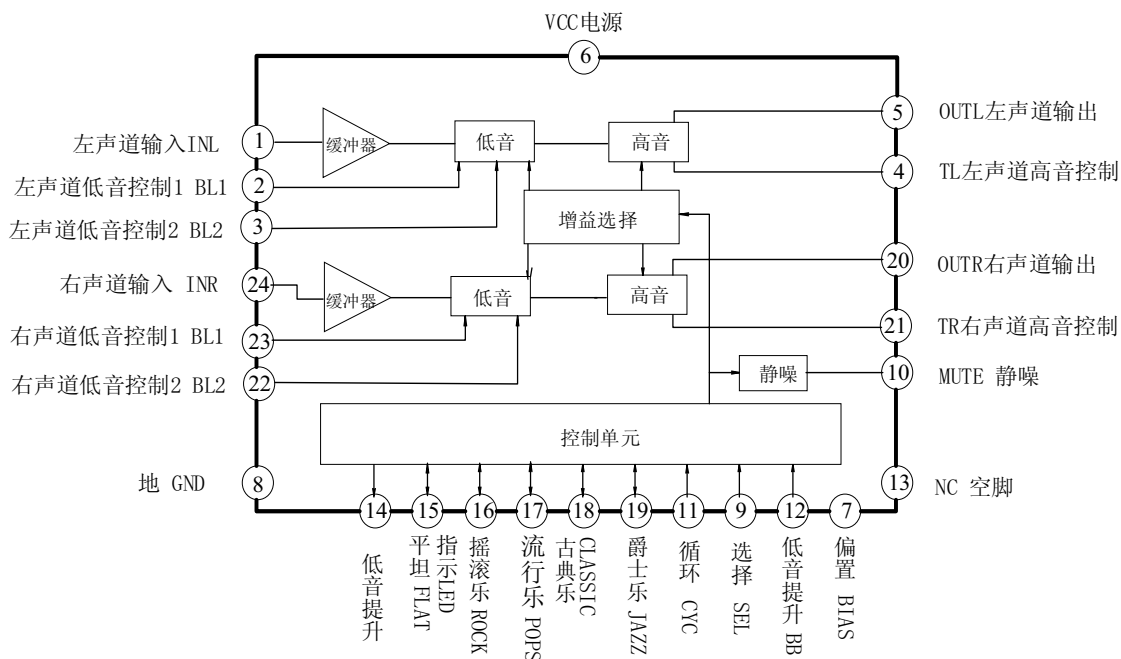 VCC电源
6
左声道输入INL
1
缓冲器
低音
高音
5
OUTL左声道输出
左声道低音控制1 BL1
2
4
TL左声道高音控制
左声道低音控制2 BL2
3
增益选择
右声道输入 INR
24
缓冲器
低音
高音
20
OUTR右声道输出
右声道低音控制1 BL1
23
21
TR右声道高音控制
右声道低音控制2 BL2
22
静噪
10
MUTE 静噪
控制单元
地 GND
8
13
NC 空脚
14
15
16
17
18
19
11
9
12
7
低音提升
指示LED
平坦 FLAT
摇滚乐 ROCK
流行乐 POPS
CLASSIC
古典乐
爵士乐 JAZZ
循环 CYC
选择 SEL
低音提升 BB
偏置 BIAS